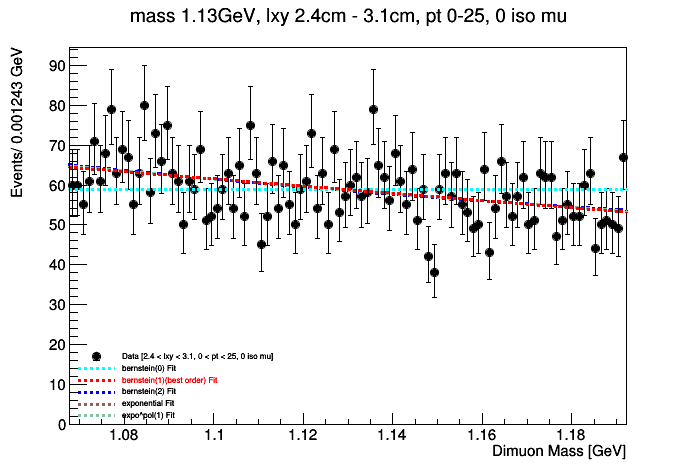 mass 1.13GeV, lxy 2.4cm - 3.1cm, pt 0-25, 0 iso mu
Events/ 0.001243 GeV
90
80
70
60
50
40
30
20
10
0
Data [2.4 < lxy < 3.1, 0 < pt < 25, 0 iso mu]
bernstein(0) Fit
bernstein(1)(best order) Fit
bernstein(2) Fit
exponential Fit
expo*pol(1) Fit
1.08 1.1 1.12 1.14 1.16 1.18
Dimuon Mass [GeV]